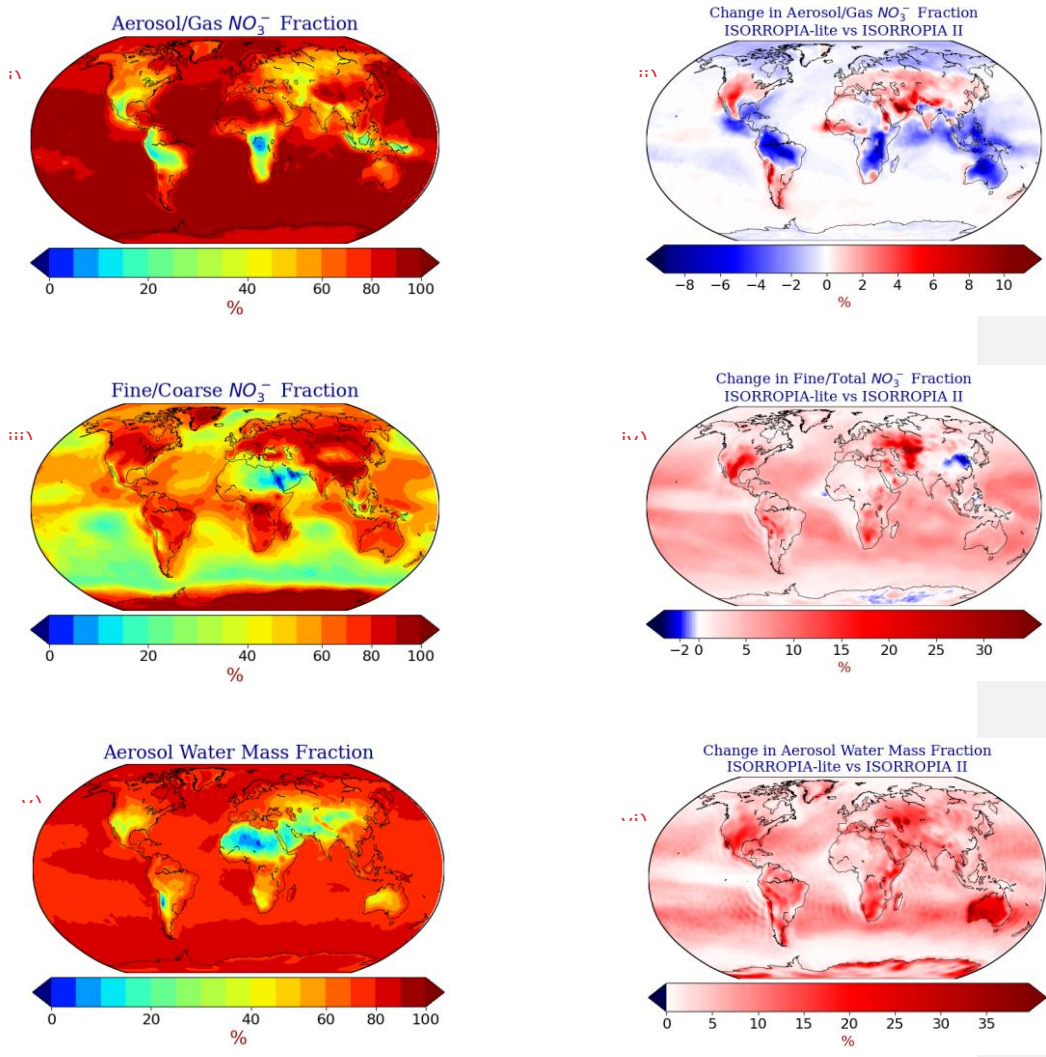 Aerosol/Gas NO₃⁻ Fraction
Change in Aerosol/Gas NO₃⁻ Fraction
ISORROPIA-lite vs ISORROPIA II
i)
ii)
0 20 40 60 80 100
%
−8 −6 −4 −2 0 2 4 6 8 10
%
Fine/Coarse NO₃⁻ Fraction
Change in Fine/Total NO₃⁻ Fraction
ISORROPIA-lite vs ISORROPIA II
iii)
iv)
0 20 40 60 80 100
%
−2 0 5 10 15 20 25 30
%
Aerosol Water Mass Fraction
Change in Aerosol Water Mass Fraction
ISORROPIA-lite vs ISORROPIA II
v)
vi)
0 20 40 60 80 100
%
0 5 10 15 20 25 30 35
%